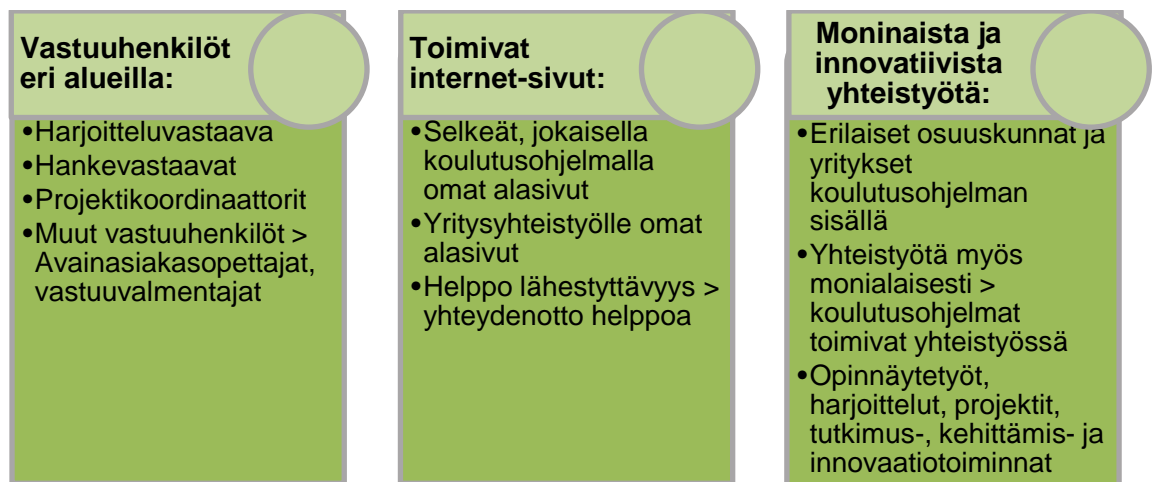 Vastuuhenkilöt
eri alueilla:
•Harjoitteluvastaava
•Hankevastaavat
•Projektikoordinaattorit
•Muut vastuuhenkilöt >
Avainasiakasopettajat,
vastuuvalmentajat
Toimivat
internet-sivut:
•Selkeät, jokaisella
koulutusohjelmalla
omat alasivut
•Yritysyhteistyölle omat
alasivut
•Helppo lähestyttävyys >
yhteydenotto helppoa
Moninaista ja
innovatiivista
yhteistyötä:
•Erilaiset osuuskunnat ja
yritykset
koulutusohjelman
sisällä
•Yhteistyötä myös
monialaisesti >
koulutusohjelmat
toimivat yhteistyössä
•Opinnäytetyöt,
harjoittelut, projektit,
tutkimus-, kehittämis- ja
innovaatiotoiminnat